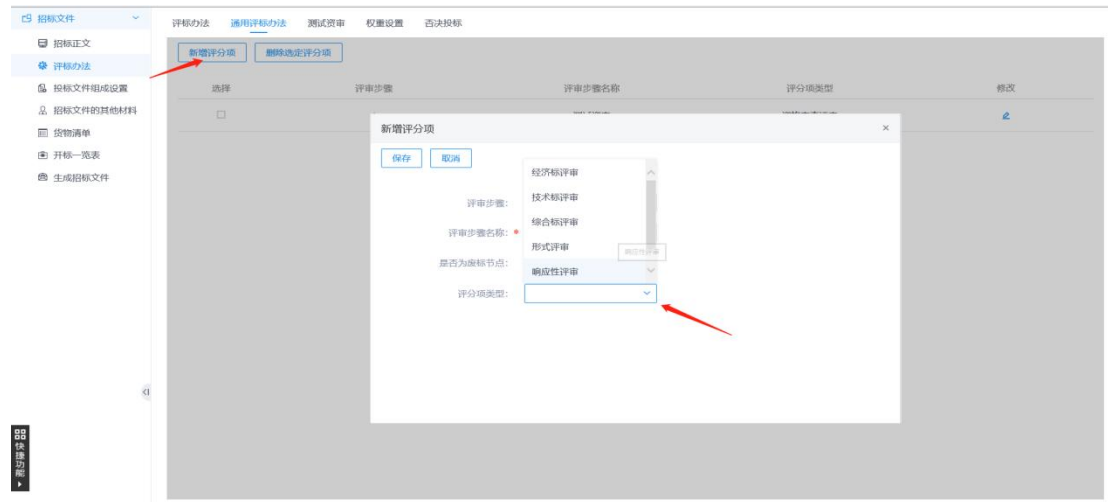 招标文件
招标正文
评标办法
投标文件组成设置
招标文件的其他材料
货物清单
开标一览表
生成招标文件
快捷功能
评标办法 通用评标办法 测试资审 权重设置 否决投标
新增评分项 删除选定评分项
选择 评审步骤 评审步骤名称 评分项类型 修改
新增评分项
保存 取消
经济标评审
技术标评审
综合标评审
形式评审
响应性评审
响应性评审
评审步骤:
评审步骤名称: *
是否为废标节点:
评分项类型: